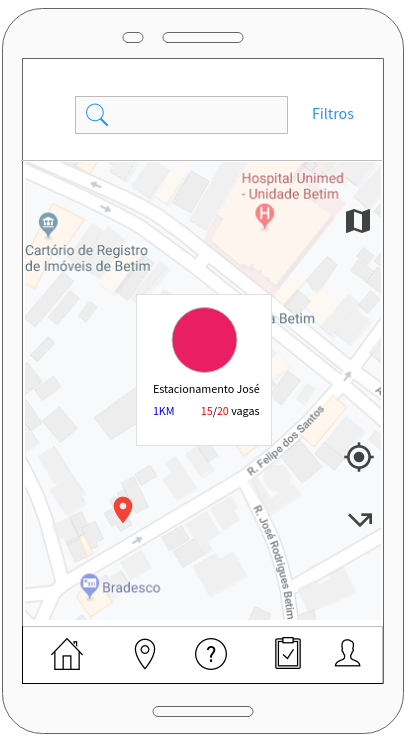 Filtros
Hospital Unimed
- Unidade Betim
Cartório de Registro
de Imóveis de Betim
a Betim
Estacionamento José
1KM 15/20 vagas
R. Felipe dos Santos
R. José Rodrigues Betim
Bradesco